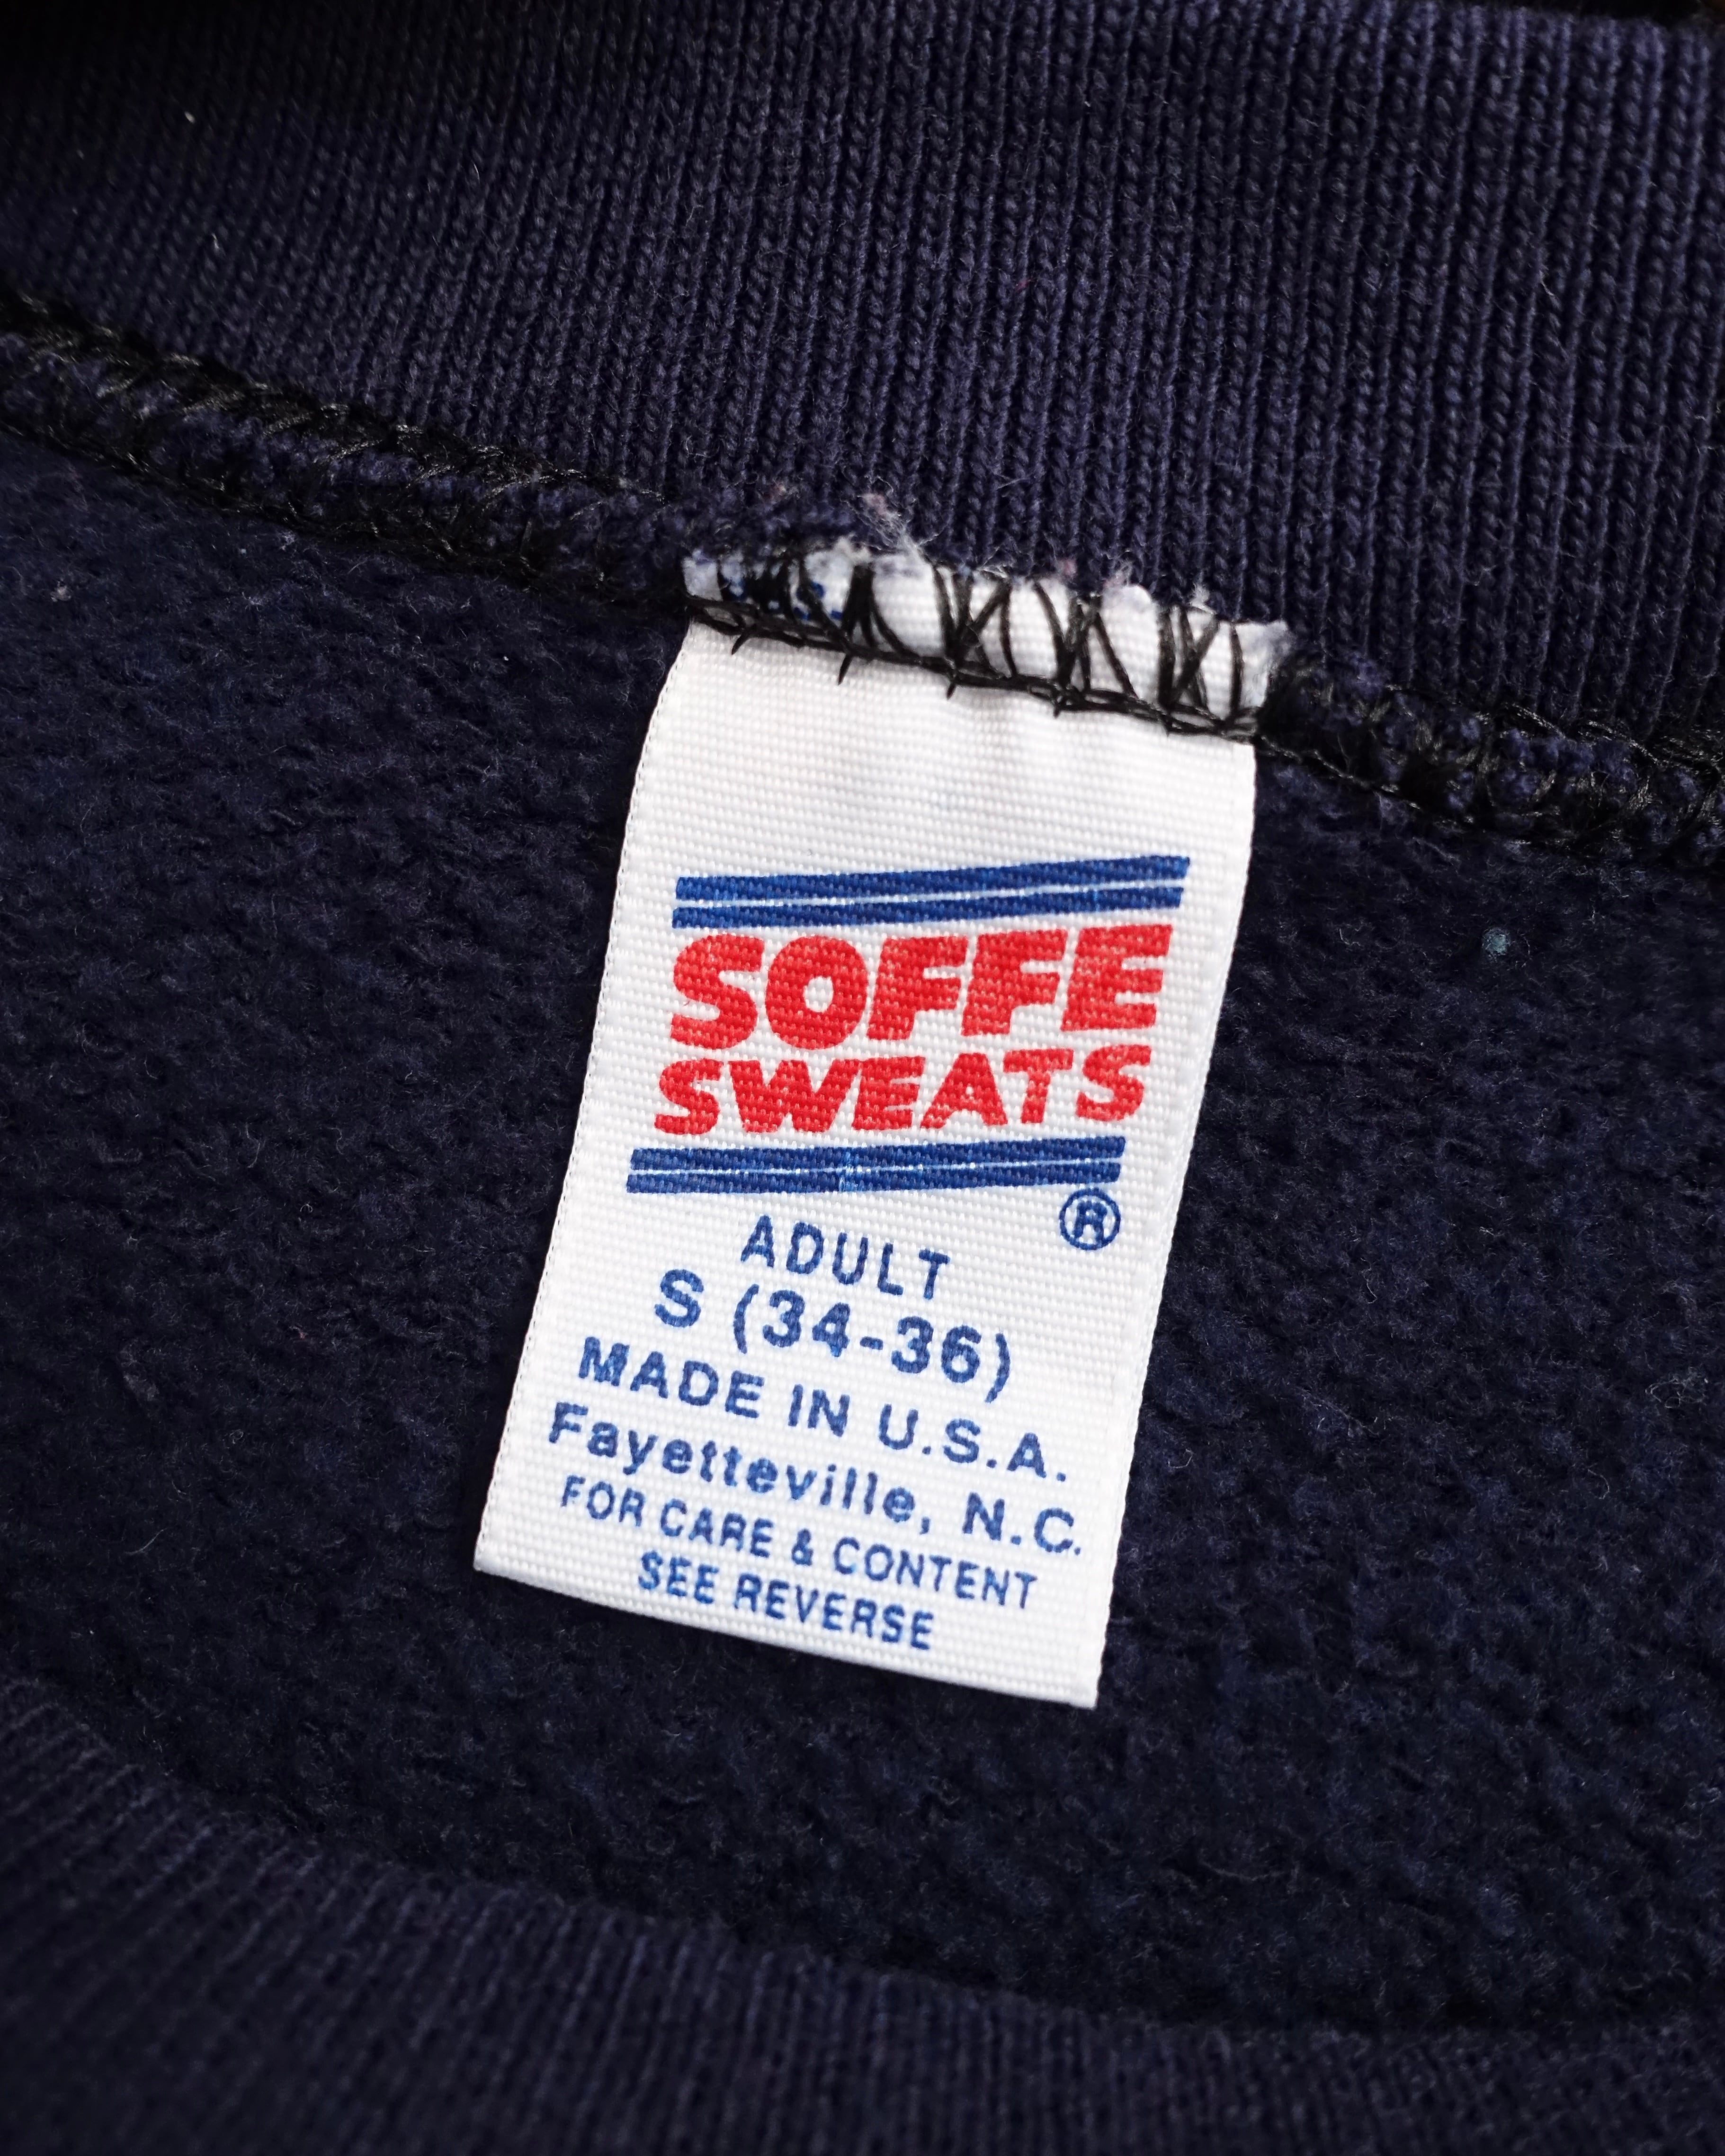 SOFFE
SWEATS
®
ADULT
S (34-36)
MADE IN U.S.A.
Fayetteville, N.C.
FOR CARE & CONTENT
SEE REVERSE